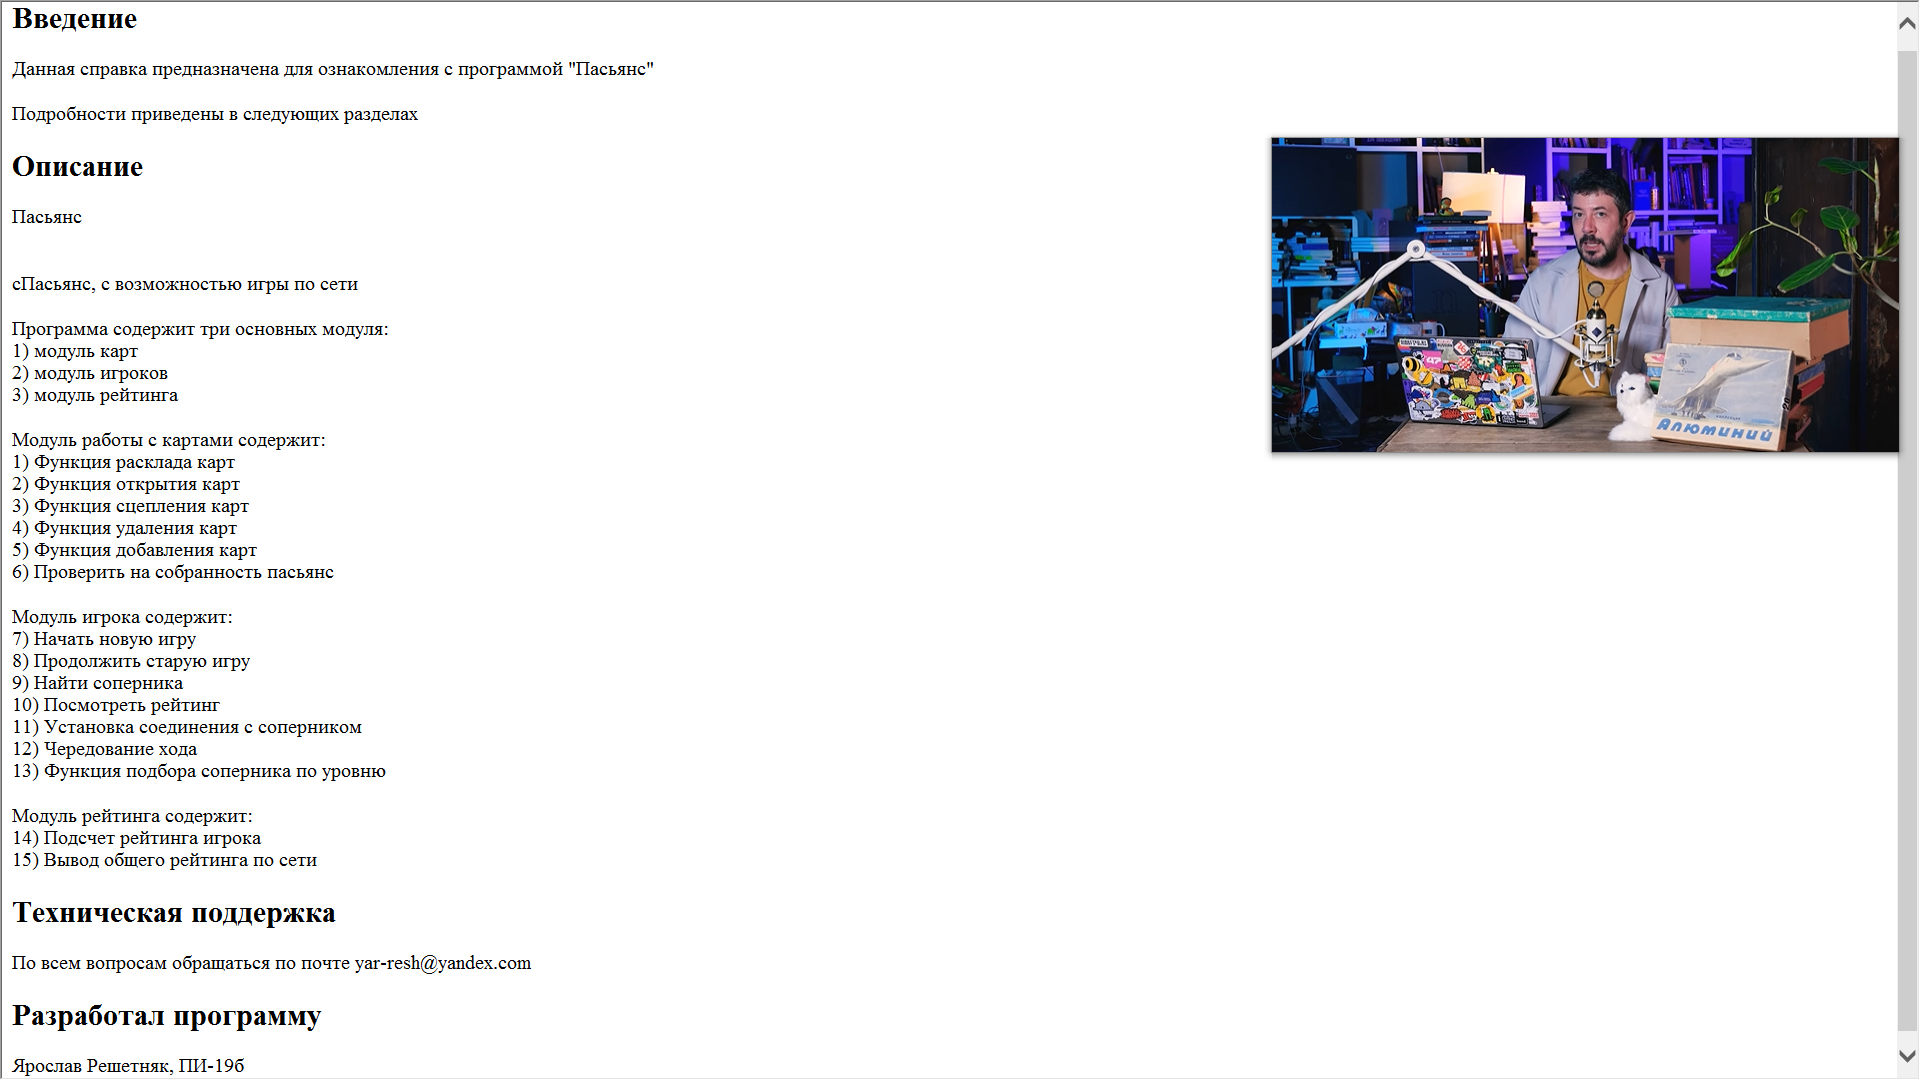 Введение
Данная справка предназначена для ознакомления с программой "Пасьянс"
Подробности приведены в следующих разделах
Описание
Пасьянс
сПасьянс, с возможностью игры по сети
Программа содержит три основных модуля:
1) модуль карт
2) модуль игроков
3) модуль рейтинга
Модуль работы с картами содержит:
1) Функция расклада карт
2) Функция открытия карт
3) Функция сцепления карт
4) Функция удаления карт
5) Функция добавления карт
6) Проверить на собранность пасьянс
Модуль игрока содержит:
7) Начать новую игру
8) Продолжить старую игру
9) Найти соперника
10) Посмотреть рейтинг
11) Установка соединения с соперником
12) Чередование хода
13) Функция подбора соперника по уровню
Модуль рейтинга содержит:
14) Подсчет рейтинга игрока
15) Вывод общего рейтинга по сети
Техническая поддержка
По всем вопросам обращаться по почте yar-resh@yandex.com
Разработал программу
Ярослав Решетняк, ПИ-19б
АЛЮМИНИЙ